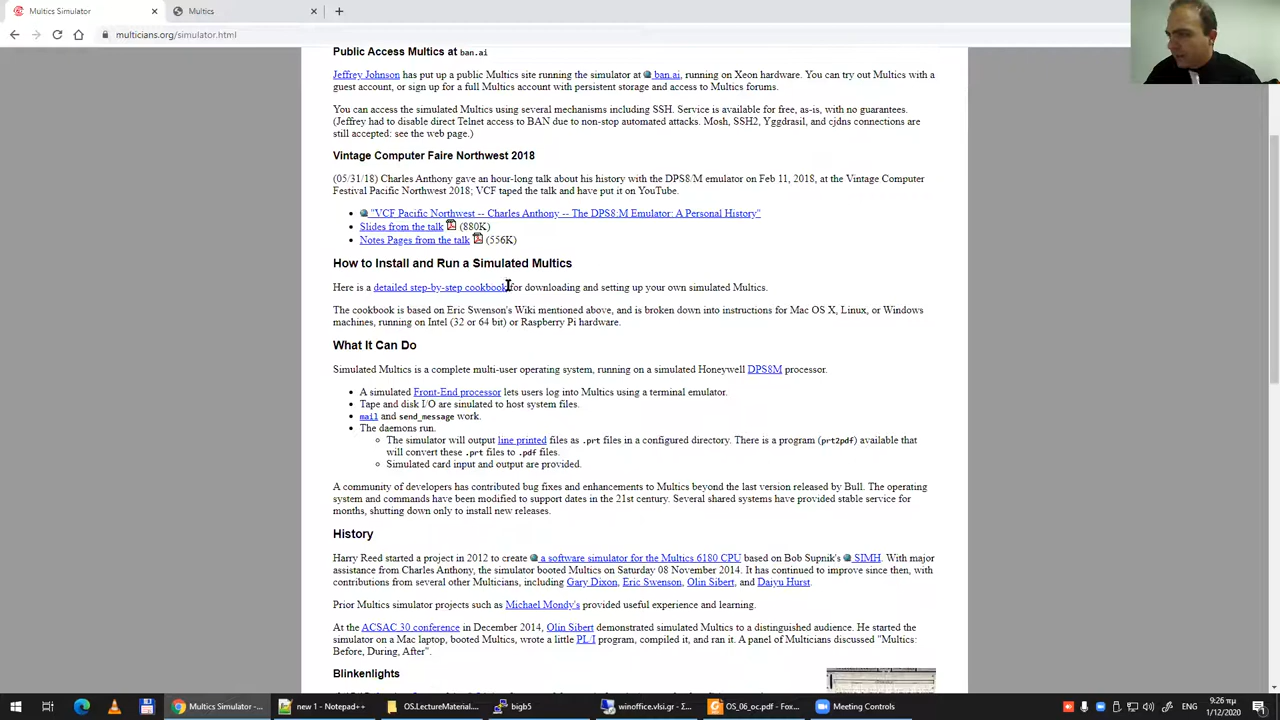 Multics Simulator
Multics
multicians.org/simulator.html
Public Access Multics at ban.ai
Jeffrey Johnson has put up a public Multics site running the simulator at ban.ai, running on Xeon hardware. You can try out Multics with a
guest account, or sign up for a full Multics account with persistent storage and access to Multics forums.
You can access the simulated Multics using several mechanisms including SSH. Service is available for free, as-is, with no guarantees.
(Jeffrey had to disable direct Telnet access to BAN due to non-stop automated attacks. Mosh, SSH2, Yggdrasil, and cjdns connections are
still accepted: see the web page.)
Vintage Computer Faire Northwest 2018
(05/31/18) Charles Anthony gave an hour-long talk about his history with the DPS8/M emulator on Feb 11, 2018, at the Vintage Computer
Festival Pacific Northwest 2018; VCF taped the talk and have put it on YouTube.
• "VCF Pacific Northwest -- Charles Anthony -- The DPS8/M Emulator: A Personal History"
• Slides from the talk (880K)
• Notes Pages from the talk (556K)
How to Install and Run a Simulated Multics
Here is a detailed step-by-step cookbook for downloading and setting up your own simulated Multics.
The cookbook is based on Eric Swenson's Wiki mentioned above, and is broken down into instructions for Mac OS X, Linux, or Windows
machines, running on Intel (32 or 64 bit) or Raspberry Pi hardware.
What It Can Do
Simulated Multics is a complete multi-user operating system, running on a simulated Honeywell DPS8M processor.
• A simulated Front-End processor lets users log into Multics using a terminal emulator.
• Tape and disk I/O are simulated to host system files.
• mail and send_message work.
• The daemons run.
◦ The simulator will output line printed files as .prt files in a configured directory. There is a program (prt2pdf) available that
will convert these .prt files to .pdf files.
◦ Simulated card input and output are provided.
A community of developers has contributed bug fixes and enhancements to Multics beyond the last version released by Bull. The operating
system and commands have been modified to support dates in the 21st century. Several shared systems have provided stable service for
months, shutting down only to install new releases.
History
Harry Reed started a project in 2012 to create a software simulator for the Multics 6180 CPU based on Bob Supnik's SIMH. With major
assistance from Charles Anthony, the simulator booted Multics on Saturday 08 November 2014. It has continued to improve since then, with
contributions from several other Multicians, including Gary Dixon, Eric Swenson, Olin Sibert, and Daiyu Hurst.
Prior Multics simulator projects such as Michael Mondy's provided useful experience and learning.
At the ACSAC 30 conference in December 2014, Olin Sibert demonstrated simulated Multics to a distinguished audience. He started the
simulator on a Mac laptop, booted Multics, wrote a little PL/I program, compiled it, and ran it. A panel of Multicians discussed "Multics:
Before, During, After".
Blinkenlights
Multics Simulator -...
new 1 - Notepad++
OS.LectureMaterial....
big5
winoffice.vlsi.gr - Σ...
OS_06_oc.pdf - Fox...
Meeting Controls
ENG
9:26 πμ
1/12/2020